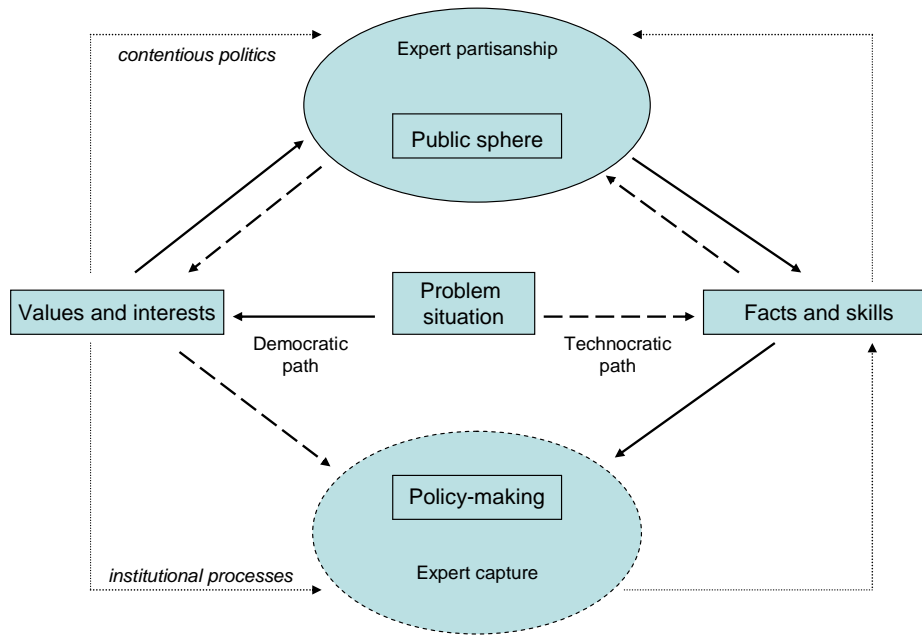 Expert partisanship
contentious politics
Public sphere
Values and interests
Problem
situation
Facts and skills
Democratic
path
Technocratic
path
Policy-making
institutional processes
Expert capture